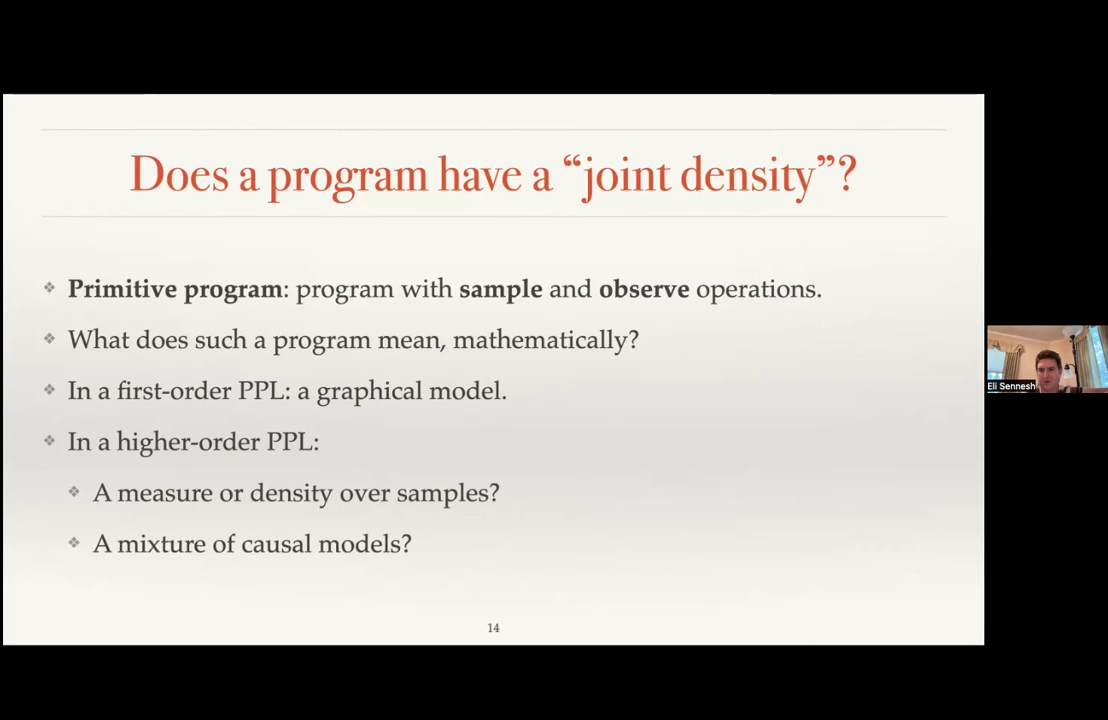 Does a program have a “joint density”?
Primitive program: program with sample and observe operations.
What does such a program mean, mathematically?
In a first-order PPL: a graphical model.
In a higher-order PPL:
A measure or density over samples?
A mixture of causal models?
14
Eli Sennesh